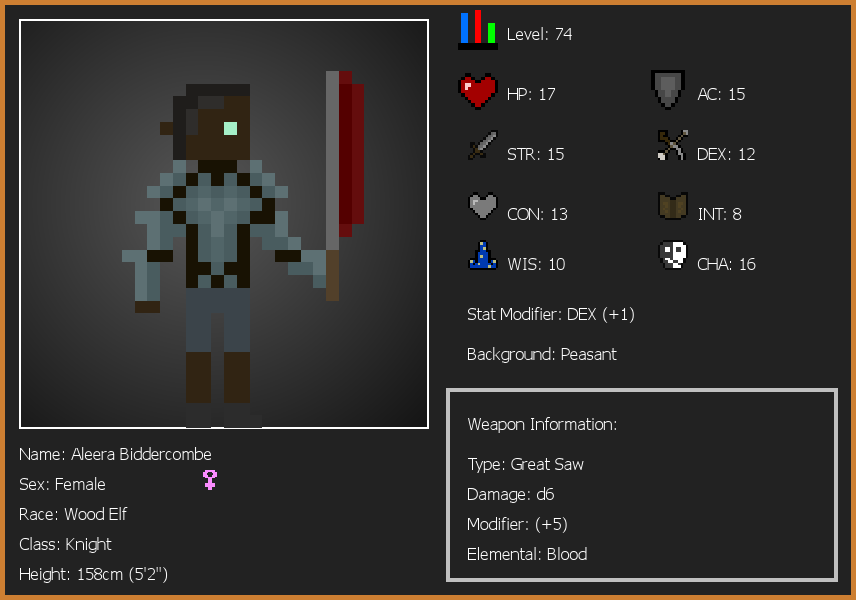 Level: 74
HP: 17
AC: 15
STR: 15
DEX: 12
CON: 13
INT: 8
WIS: 10
CHA: 16
Stat Modifier: DEX (+1)
Background: Peasant
Weapon Information:
Type: Great Saw
Damage: d6
Modifier: (+5)
Elemental: Blood
Name: Aleera Biddercombe
Sex: Female
Race: Wood Elf
Class: Knight
Height: 158cm (5'2")